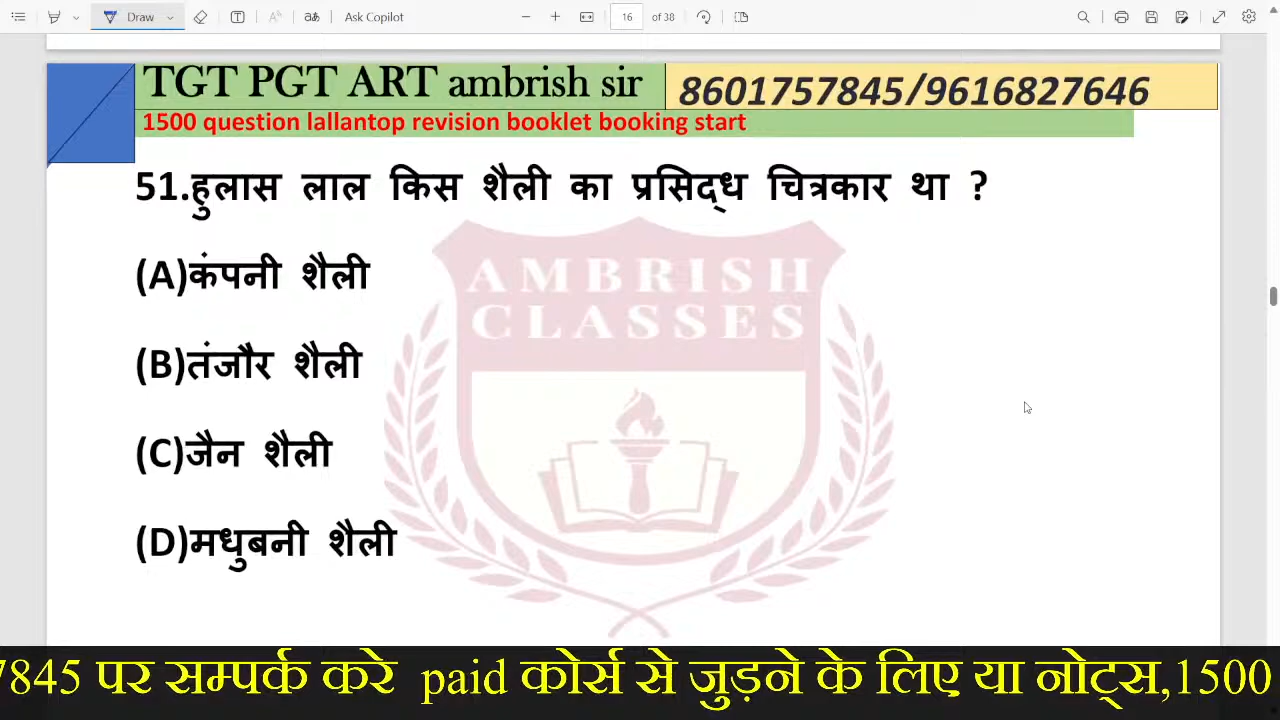 Draw
Ask Copilot
16 of 38
TGT PGT ART ambrish sir
8601757845/9616827646
1500 question lallantop revision booklet booking start
51.हुलास लाल किस शैली का प्रसिद्ध चित्रकार था ?
(A)कंपनी शैली
(B)तंजौर शैली
(C)जैन शैली
(D)मधुबनी शैली
AMBRISH
CLASSES
7845 पर सम्पर्क करे paid कोर्स से जुड़ने के लिए या नोट्स,1500